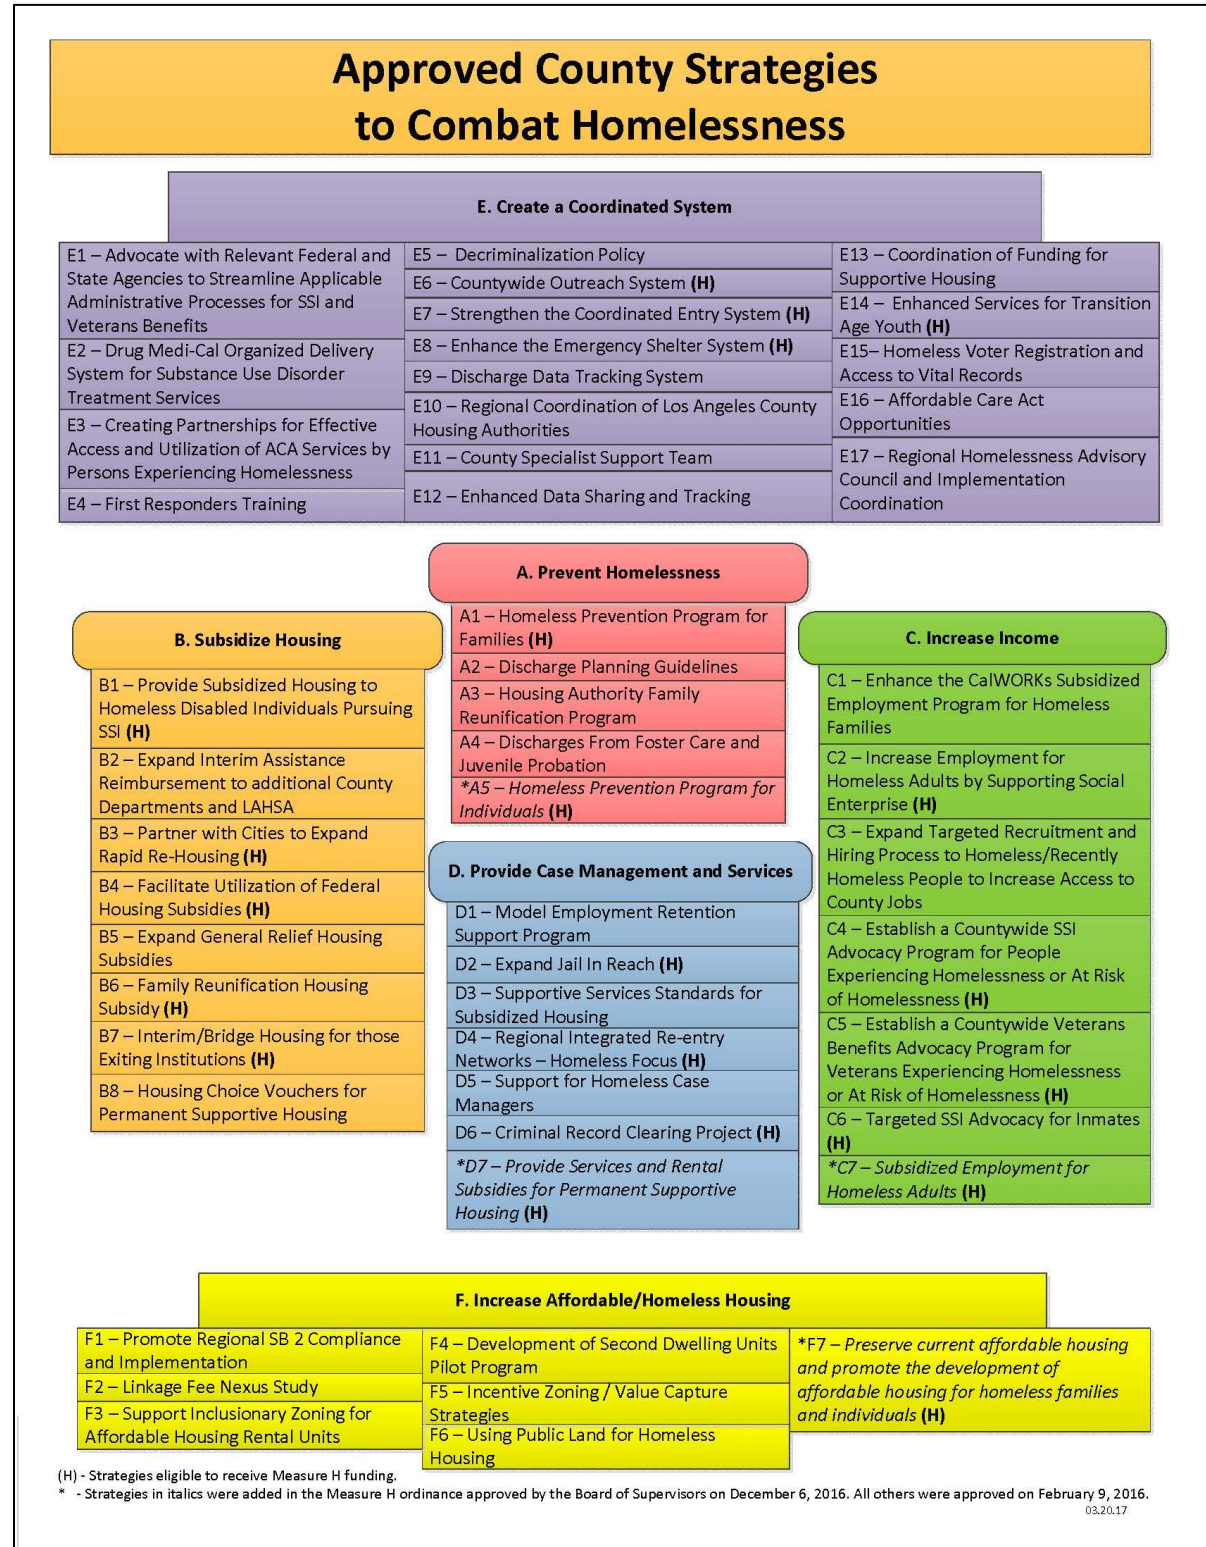 Approved County Strategies
to Combat Homelessness
E. Create a Coordinated System
E1 – Advocate with Relevant Federal and
State Agencies to Streamline Applicable
Administrative Processes for SSI and
Veterans Benefits
E2 – Drug Medi-Cal Organized Delivery
System for Substance Use Disorder
Treatment Services
E3 – Creating Partnerships for Effective
Access and Utilization of ACA Services by
Persons Experiencing Homelessness
E4 – First Responders Training
E5 – Decriminalization Policy
E6 – Countywide Outreach System (H)
E7 – Strengthen the Coordinated Entry System (H)
E8 – Enhance the Emergency Shelter System (H)
E9 – Discharge Data Tracking System
E10 – Regional Coordination of Los Angeles County
Housing Authorities
E11 – County Specialist Support Team
E12 – Enhanced Data Sharing and Tracking
E13 – Coordination of Funding for
Supportive Housing
E14 – Enhanced Services for Transition
Age Youth (H)
E15– Homeless Voter Registration and
Access to Vital Records
E16 – Affordable Care Act
Opportunities
E17 – Regional Homelessness Advisory
Council and Implementation
Coordination
A. Prevent Homelessness
A1 – Homeless Prevention Program for
Families (H)
A2 – Discharge Planning Guidelines
A3 – Housing Authority Family
Reunification Program
A4 – Discharges From Foster Care and
Juvenile Probation
*A5 – Homeless Prevention Program for
Individuals (H)
B. Subsidize Housing
B1 – Provide Subsidized Housing to
Homeless Disabled Individuals Pursuing
SSI (H)
B2 – Expand Interim Assistance
Reimbursement to additional County
Departments and LAHSA
B3 – Partner with Cities to Expand
Rapid Re-Housing (H)
B4 – Facilitate Utilization of Federal
Housing Subsidies (H)
B5 – Expand General Relief Housing
Subsidies
B6 – Family Reunification Housing
Subsidy (H)
B7 – Interim/Bridge Housing for those
Exiting Institutions (H)
B8 – Housing Choice Vouchers for
Permanent Supportive Housing
C. Increase Income
C1 – Enhance the CalWORKs Subsidized
Employment Program for Homeless
Families
C2 – Increase Employment for
Homeless Adults by Supporting Social
Enterprise (H)
C3 – Expand Targeted Recruitment and
Hiring Process to Homeless/Recently
Homeless People to Increase Access to
County Jobs
C4 – Establish a Countywide SSI
Advocacy Program for People
Experiencing Homelessness or At Risk
of Homelessness (H)
C5 – Establish a Countywide Veterans
Benefits Advocacy Program for
Veterans Experiencing Homelessness
or At Risk of Homelessness (H)
C6 – Targeted SSI Advocacy for Inmates
(H)
*C7 – Subsidized Employment for
Homeless Adults (H)
D. Provide Case Management and Services
D1 – Model Employment Retention
Support Program
D2 – Expand Jail In Reach (H)
D3 – Supportive Services Standards for
Subsidized Housing
D4 – Regional Integrated Re-entry
Networks – Homeless Focus (H)
D5 – Support for Homeless Case
Managers
D6 – Criminal Record Clearing Project (H)
*D7 – Provide Services and Rental
Subsidies for Permanent Supportive
Housing (H)
F. Increase Affordable/Homeless Housing
F1 – Promote Regional SB 2 Compliance
and Implementation
F2 – Linkage Fee Nexus Study
F3 – Support Inclusionary Zoning for
Affordable Housing Rental Units
F4 – Development of Second Dwelling Units
Pilot Program
F5 – Incentive Zoning / Value Capture
Strategies
F6 – Using Public Land for Homeless
Housing
*F7 – Preserve current affordable housing
and promote the development of
affordable housing for homeless families
and individuals (H)
(H) - Strategies eligible to receive Measure H funding.
* - Strategies in italics were added in the Measure H ordinance approved by the Board of Supervisors on December 6, 2016. All others were approved on February 9, 2016.
03.20.17